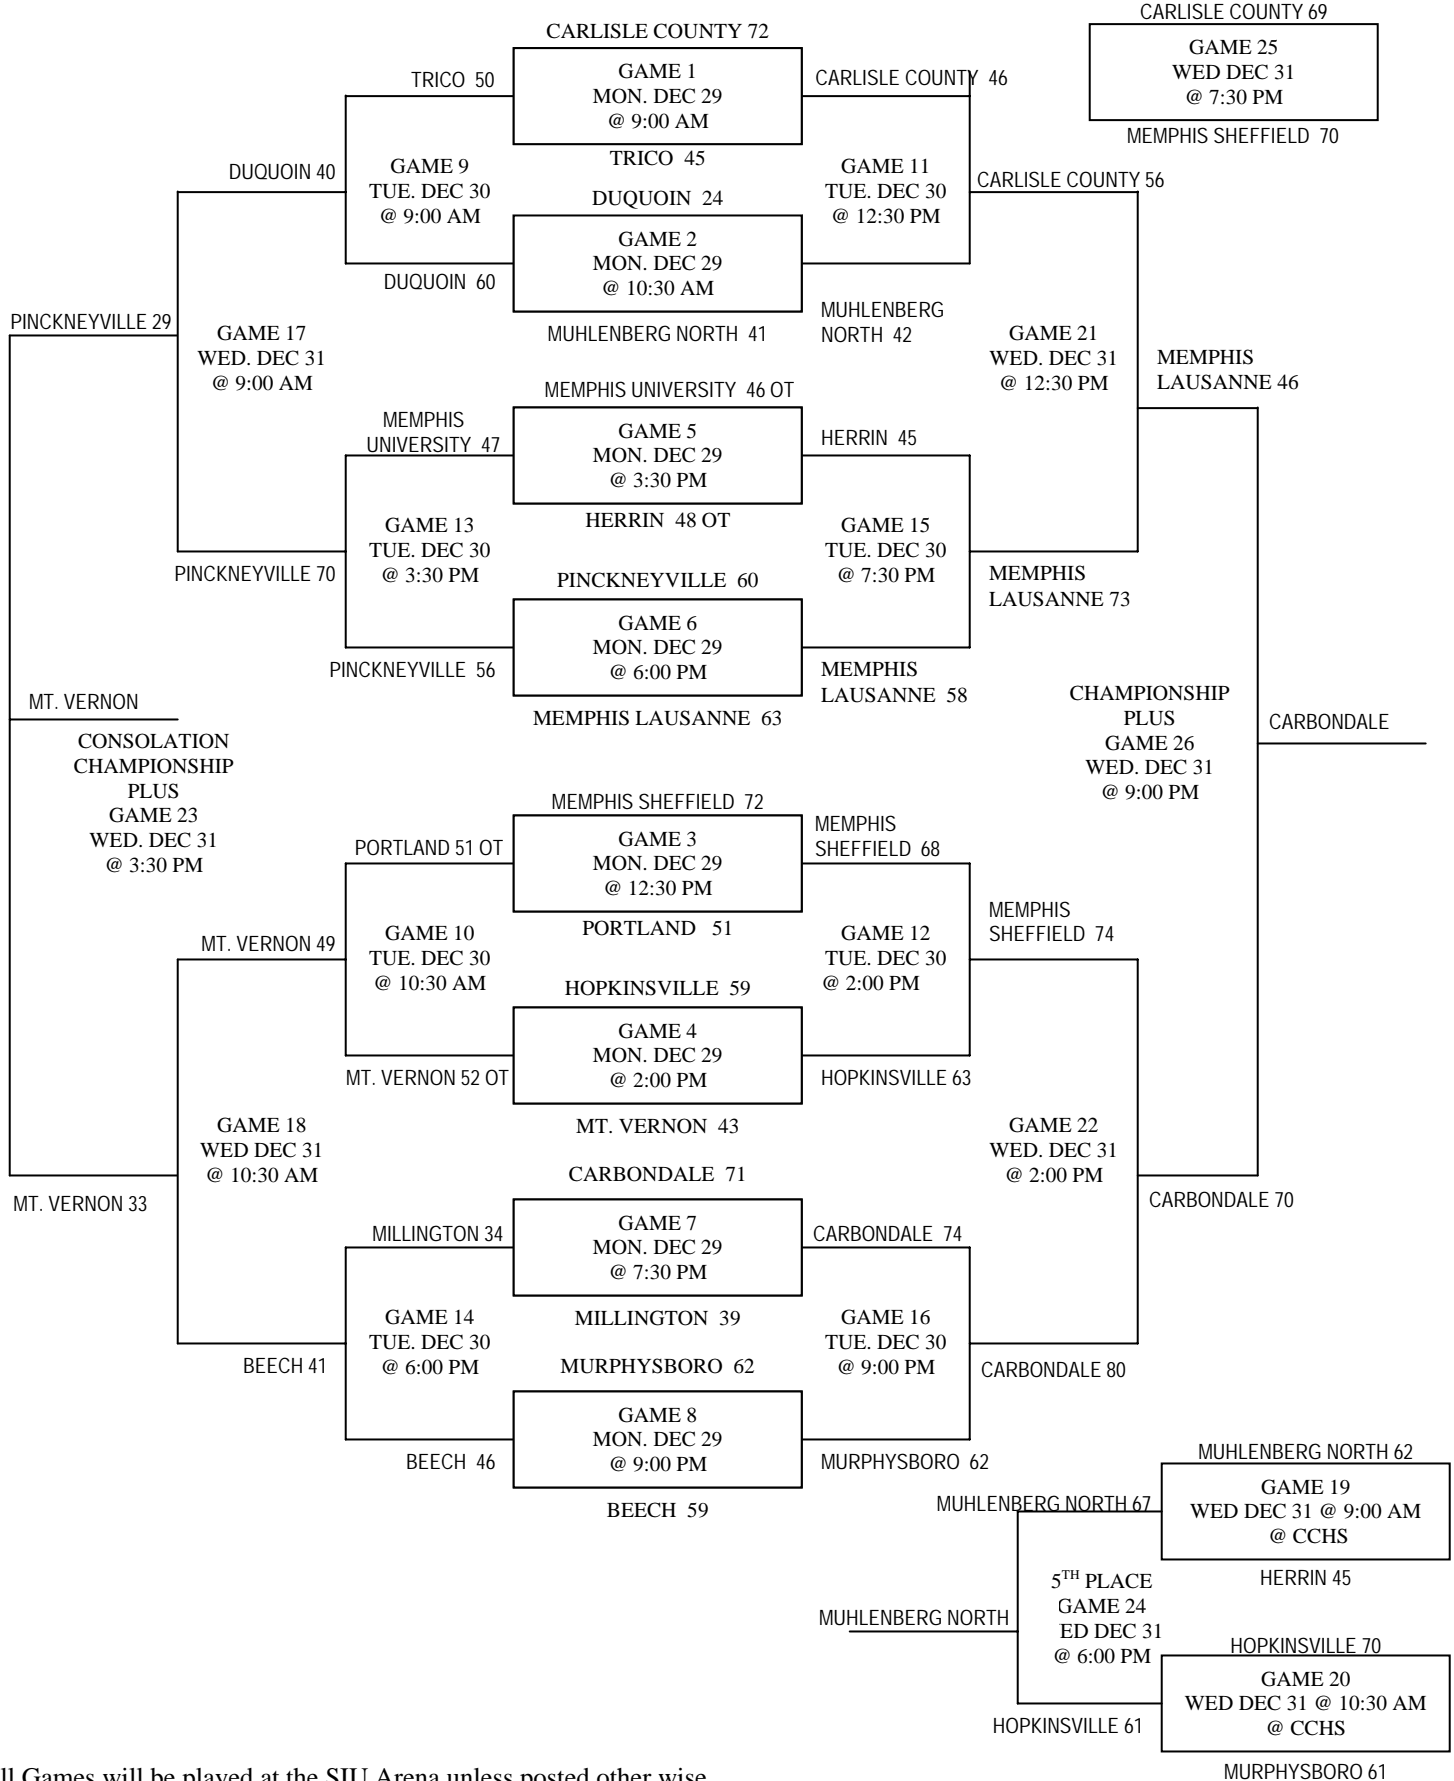 CARLISLE COUNTY 69
GAME 25
WED DEC 31
@ 7:30 PM
MEMPHIS SHEFFIELD 70
CARLISLE COUNTY 72
GAME 1
MON. DEC 29
@ 9:00 AM
TRICO 45
TRICO 50
CARLISLE COUNTY 46
GAME 9
TUE. DEC 30
@ 9:00 AM
GAME 11
TUE. DEC 30
@ 12:30 PM
DUQUOIN 40
CARLISLE COUNTY 56
DUQUOIN 24
GAME 2
MON. DEC 29
@ 10:30 AM
MUHLENBERG NORTH 41
DUQUOIN 60
MUHLENBERG
NORTH 42
PINCKNEYVILLE 29
GAME 17
WED. DEC 31
@ 9:00 AM
GAME 21
WED. DEC 31
@ 12:30 PM
MEMPHIS
LAUSANNE 46
MEMPHIS UNIVERSITY 46 OT
GAME 5
MON. DEC 29
@ 3:30 PM
HERRIN 48 OT
MEMPHIS
UNIVERSITY 47
HERRIN 45
GAME 13
TUE. DEC 30
@ 3:30 PM
GAME 15
TUE. DEC 30
@ 7:30 PM
PINCKNEYVILLE 70
MEMPHIS
LAUSANNE 73
PINCKNEYVILLE 60
GAME 6
MON. DEC 29
@ 6:00 PM
MEMPHIS LAUSANNE 63
PINCKNEYVILLE 56
MEMPHIS
LAUSANNE 58
MT. VERNON
CONSOLATION
CHAMPIONSHIP
PLUS
GAME 23
WED. DEC 31
@ 3:30 PM
CHAMPIONSHIP
PLUS
GAME 26
WED. DEC 31
@ 9:00 PM
CARBONDALE
MEMPHIS SHEFFIELD 72
GAME 3
MON. DEC 29
@ 12:30 PM
PORTLAND 51
PORTLAND 51 OT
MEMPHIS
SHEFFIELD 68
GAME 10
TUE. DEC 30
@ 10:30 AM
GAME 12
TUE. DEC 30
@ 2:00 PM
MT. VERNON 49
MEMPHIS
SHEFFIELD 74
HOPKINSVILLE 59
GAME 4
MON. DEC 29
@ 2:00 PM
MT. VERNON 43
MT. VERNON 52 OT
HOPKINSVILLE 63
GAME 18
WED DEC 31
@ 10:30 AM
GAME 22
WED. DEC 31
@ 2:00 PM
MT. VERNON 33
CARBONDALE 70
CARBONDALE 71
GAME 7
MON. DEC 29
@ 7:30 PM
MILLINGTON 39
MILLINGTON 34
CARBONDALE 74
GAME 14
TUE. DEC 30
@ 6:00 PM
GAME 16
TUE. DEC 30
@ 9:00 PM
BEECH 41
CARBONDALE 80
MURPHYSBORO 62
GAME 8
MON. DEC 29
@ 9:00 PM
BEECH 59
BEECH 46
MURPHYSBORO 62
MUHLENBERG NORTH 62
GAME 19
WED DEC 31 @ 9:00 AM
@ CCHS
HERRIN 45
MUHLENBERG NORTH 67
5TH PLACE
GAME 24
ED DEC 31
@ 6:00 PM
MUHLENBERG NORTH
HOPKINSVILLE 70
GAME 20
WED DEC 31 @ 10:30 AM
@ CCHS
MURPHYSBORO 61
HOPKINSVILLE 61
ll Games will be played at the SIU Arena unless posted other wise